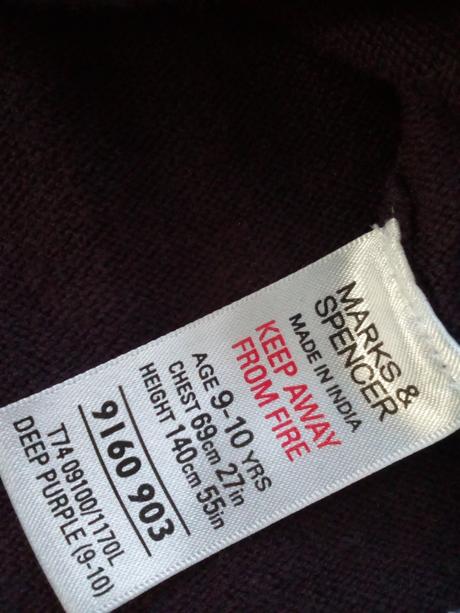 MARKS &
SPENCER
MADE IN INDIA
KEEP AWAY
FROM FIRE
AGE 9-10 YRS
CHEST 69cm 27in
HEIGHT 140cm 55in
9160 903
T74 09100/1170L
DEEP PURPLE (9-10)